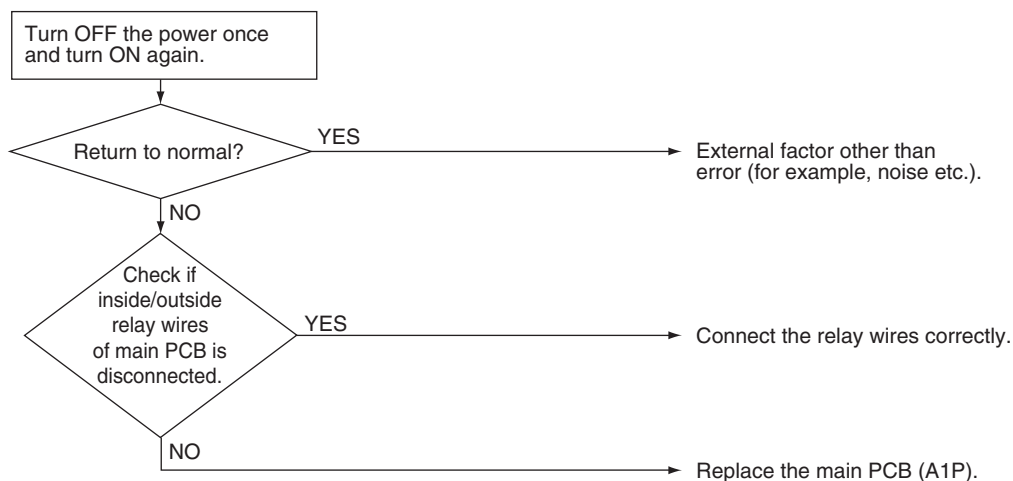 Turn OFF the power once
and turn ON again.
Return to normal?
YES
External factor other than
error (for example, noise etc.).
NO
Check if
inside/outside
relay wires
of main PCB is
disconnected.
YES
Connect the relay wires correctly.
NO
Replace the main PCB (A1P).